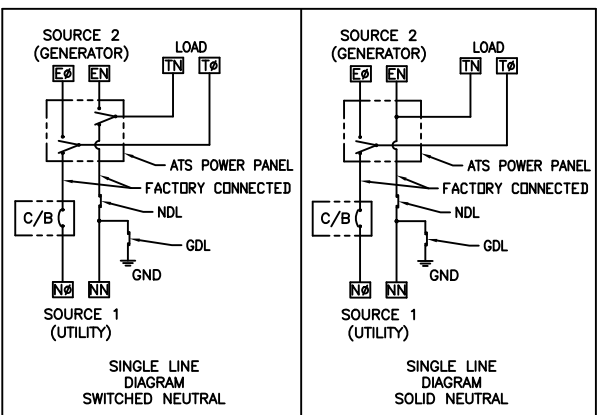 SOURCE 2
(GENERATOR)
LOAD
EØ
EN
TN
TØ
ATS POWER PANEL
FACTORY CONNECTED
C/B
NDL
GDL
GND
NØ
NN
SOURCE 1
(UTILITY)
SINGLE LINE
DIAGRAM
SWITCHED NEUTRAL
SOURCE 2
(GENERATOR)
LOAD
EØ
EN
TN
TØ
ATS POWER PANEL
FACTORY CONNECTED
C/B
NDL
GDL
GND
NØ
NN
SOURCE 1
(UTILITY)
SINGLE LINE
DIAGRAM
SOLID NEUTRAL